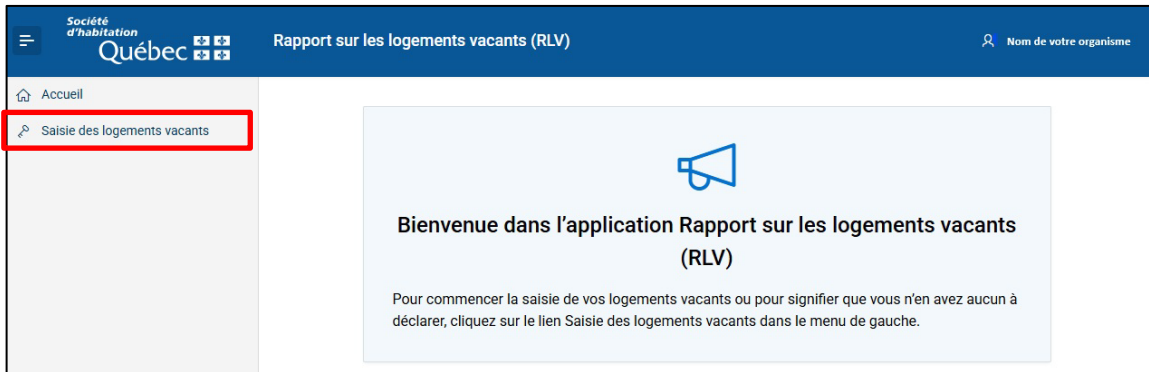 Société
d'habitation
Québec
Rapport sur les logements vacants (RLV)
Nom de votre organisme
Accueil
Saisie des logements vacants
Bienvenue dans l'application Rapport sur les logements vacants
(RLV)
Pour commencer la saisie de vos logements vacants ou pour signifier que vous n'en avez aucun à
déclarer, cliquez sur le lien Saisie des logements vacants dans le menu de gauche.